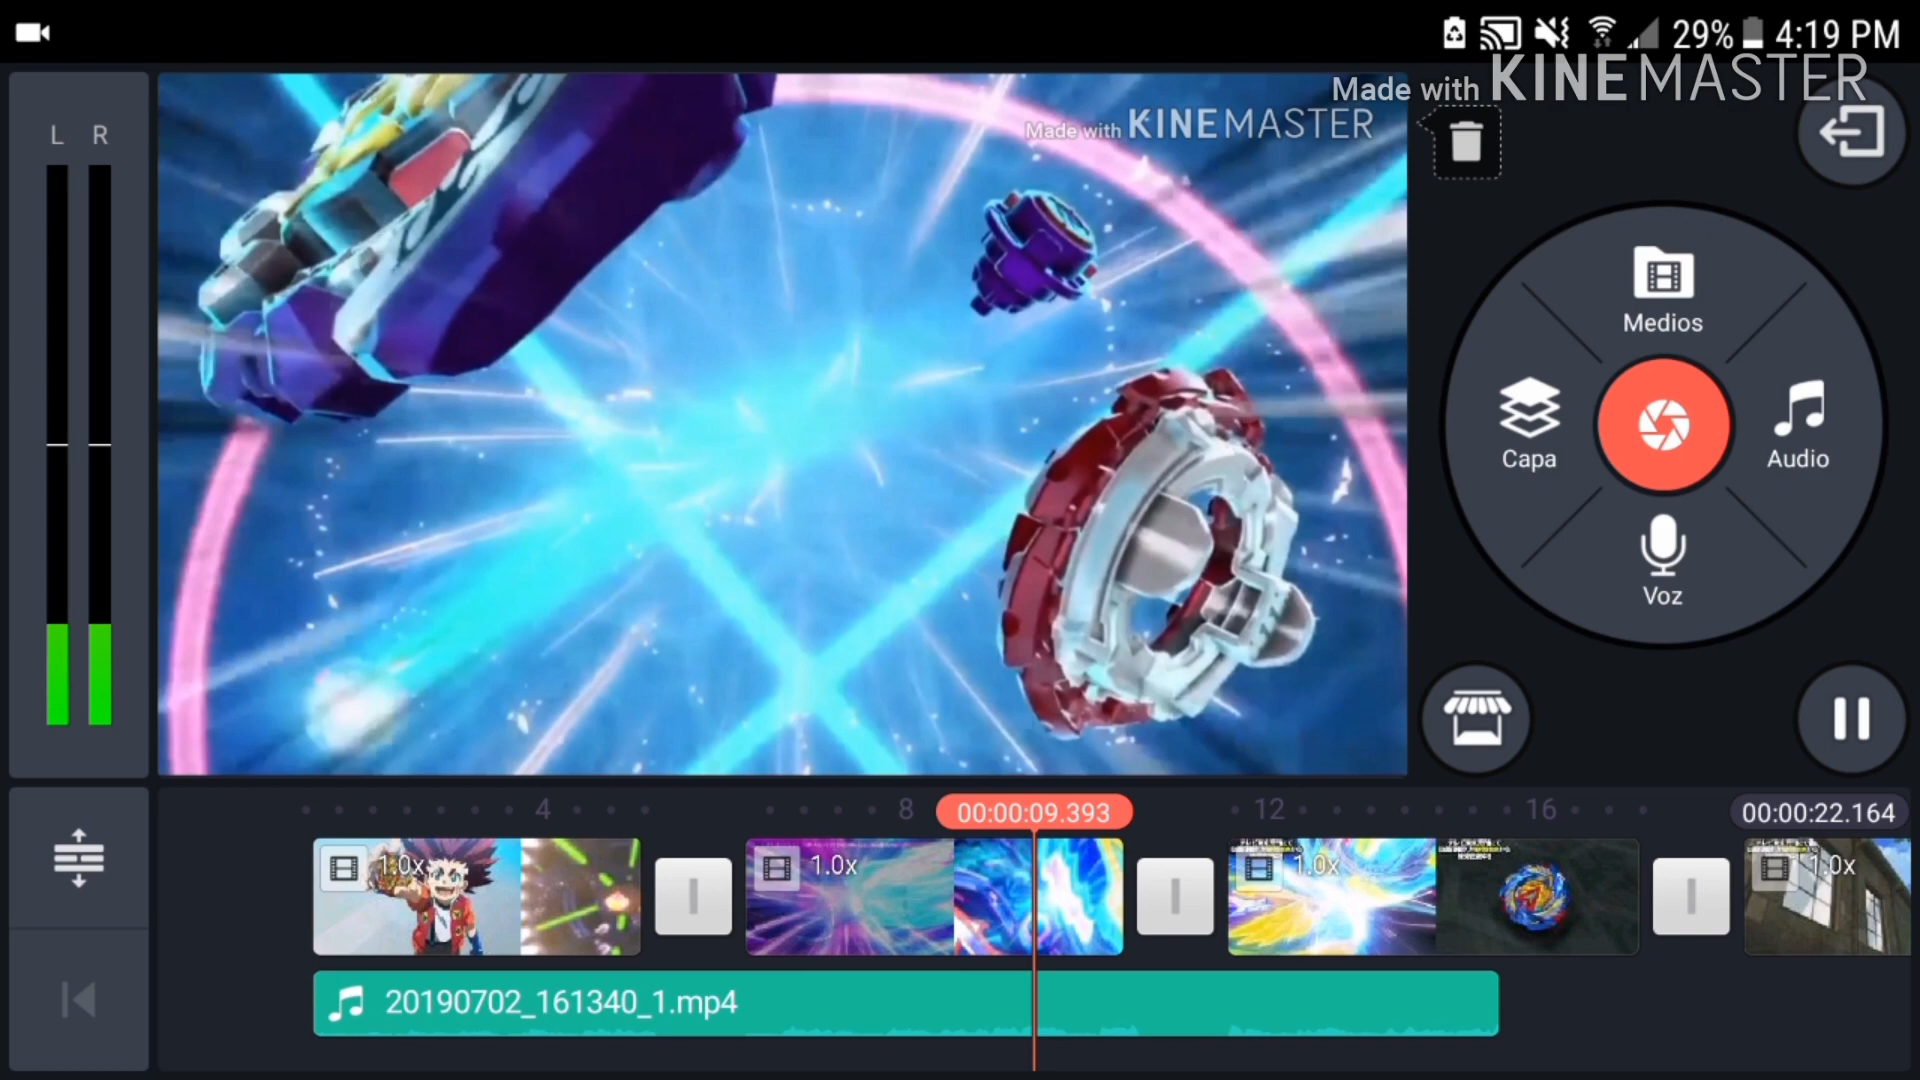 29% 4:19 PM
Made with KINEMASTER
Made with KINEMASTER
L R
Medios
Capa
Audio
Voz
4 8 00:00:09.393 12 16 00:00:22.164
1.0x 1.0x 1.0x 1.0x
20190702_161340_1.mp4